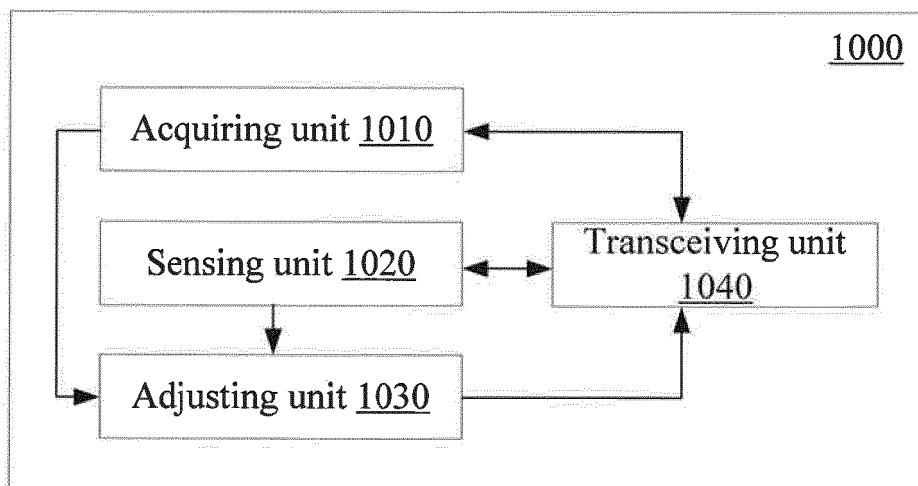 1000
Acquiring unit 1010
Sensing unit 1020
Transceiving unit
1040
Adjusting unit 1030